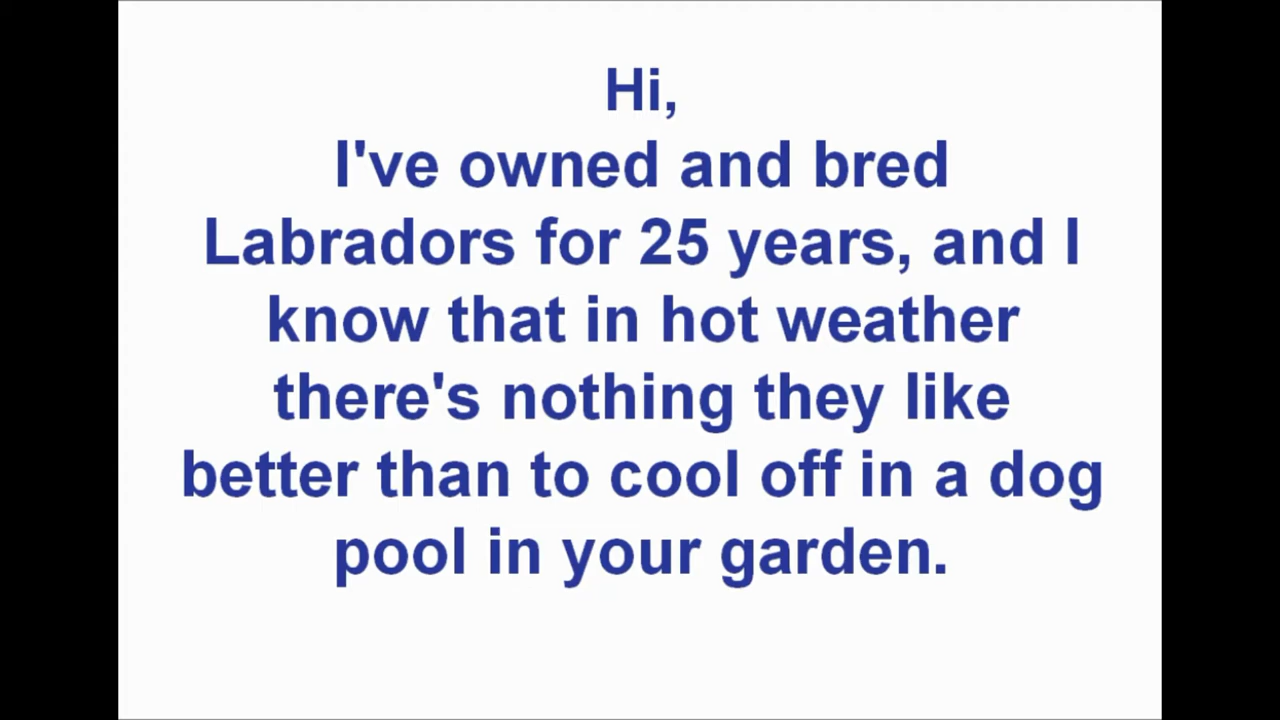 Hi,
I've owned and bred
Labradors for 25 years, and I
know that in hot weather
there's nothing they like
better than to cool off in a dog
pool in your garden.